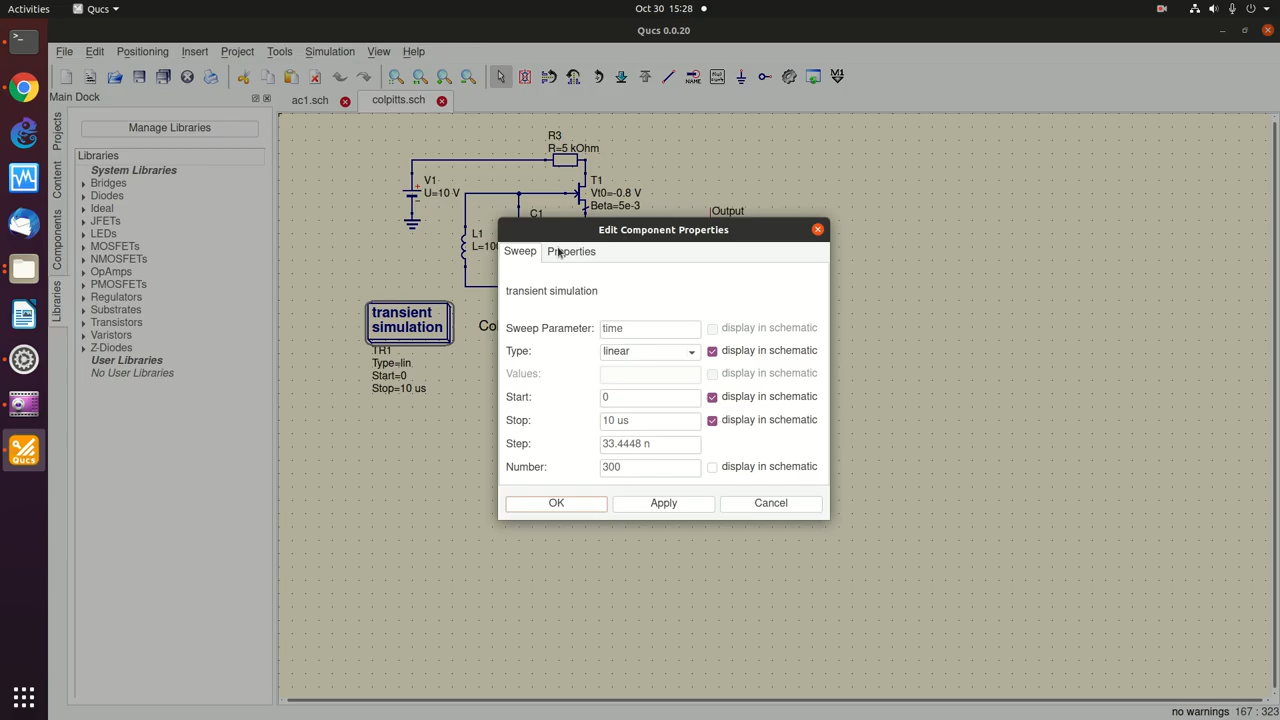 Activities
Qucs
Oct 30 15:28
Qucs 0.0.20
File Edit Positioning Insert Project Tools Simulation View Help
NAME
M1
Main Dock
ac1.sch
colpitts.sch
Projects
Content
Components
Libraries
Manage Libraries
Libraries
System Libraries
Bridges
Diodes
Ideal
JFETs
LEDs
MOSFETs
NMOSFETs
OpAmps
PMOSFETs
Regulators
Substrates
Transistors
Varistors
Z-Diodes
User Libraries
No User Libraries
R3
R=5 kOhm
V1
U=10 V
T1
Vt0=-0.8 V
Beta=5e-3
C1
Output
L1
L=10
transient
simulation
TR1
Type=lin
Start=0
Stop=10 us
Co
Edit Component Properties
Sweep
Properties
transient simulation
Sweep Parameter: time display in schematic
Type: linear display in schematic
Values: display in schematic
Start: 0 display in schematic
Stop: 10 us display in schematic
Step: 33.4448 n
Number: 300 display in schematic
OK Apply Cancel
Qucs
no warnings 167 : 323